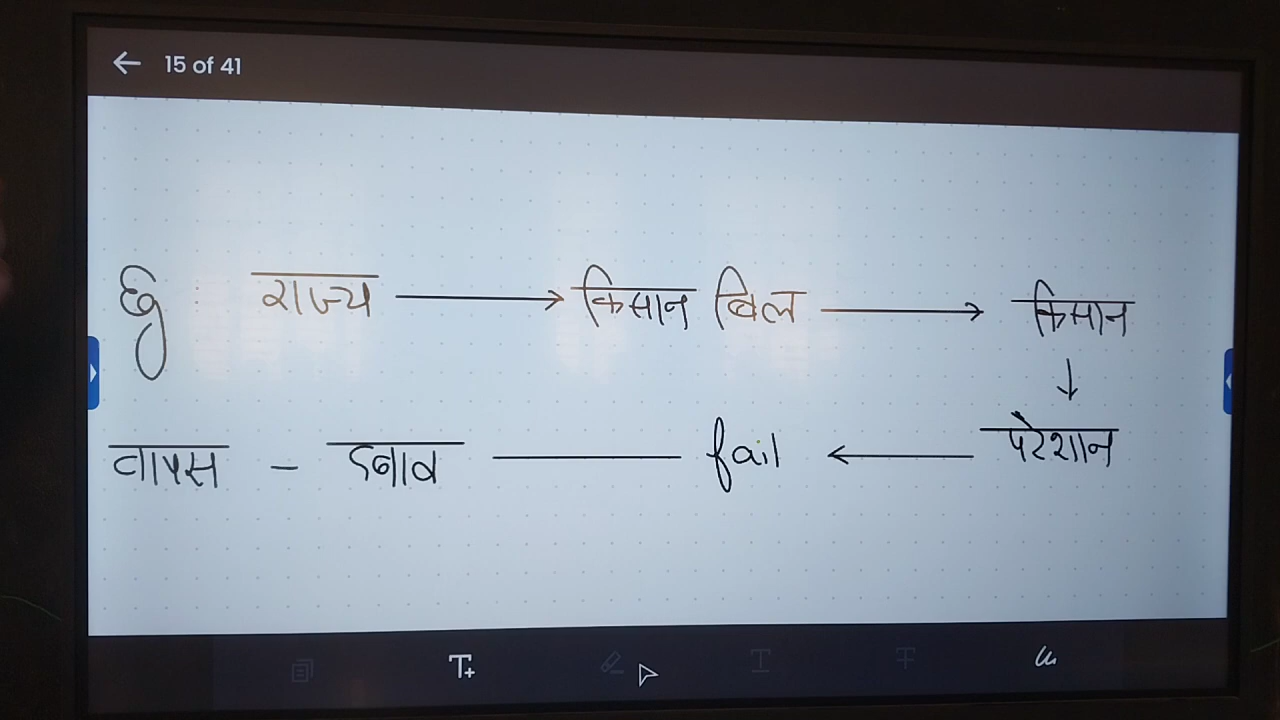 15 of 41
राज्य → किसान बिल → किसान
↓
वापस - दबाव — fail ← परेशान